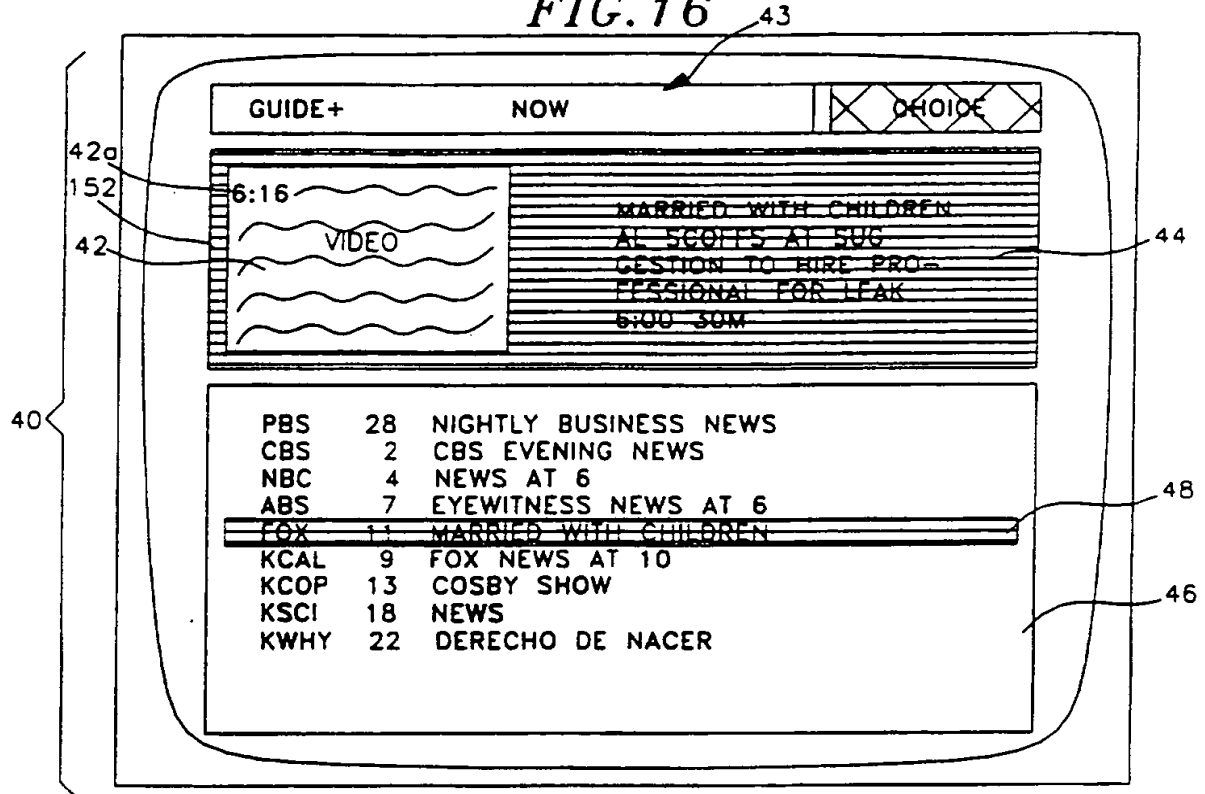 FIG. 16
43
GUIDE+ NOW CHOICE
42a
152
42
6:16
VIDEO
MARRIED WITH CHILDREN
AL SCOFFS AT SUG
GESTION TO HIRE PRO-
FESSIONAL FOR LEAK
6:00 30M
44
40
PBS 28 NIGHTLY BUSINESS NEWS
CBS 2 CBS EVENING NEWS
NBC 4 NEWS AT 6
ABS 7 EYEWITNESS NEWS AT 6
FOX 11 MARRIED WITH CHILDREN
48
KCAL 9 FOX NEWS AT 10
KCOP 13 COSBY SHOW
KSCI 18 NEWS
KWHY 22 DERECHO DE NACER
46